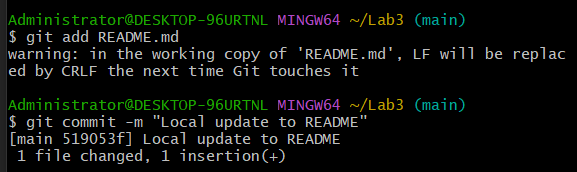 Administrator@DESKTOP-96URTNL MINGW64 ~/Lab3 (main)
$ git add README.md
warning: in the working copy of 'README.md', LF will be replac
ed by CRLF the next time Git touches it
Administrator@DESKTOP-96URTNL MINGW64 ~/Lab3 (main)
$ git commit -m "Local update to README"
[main 519053f] Local update to README
 1 file changed, 1 insertion(+)